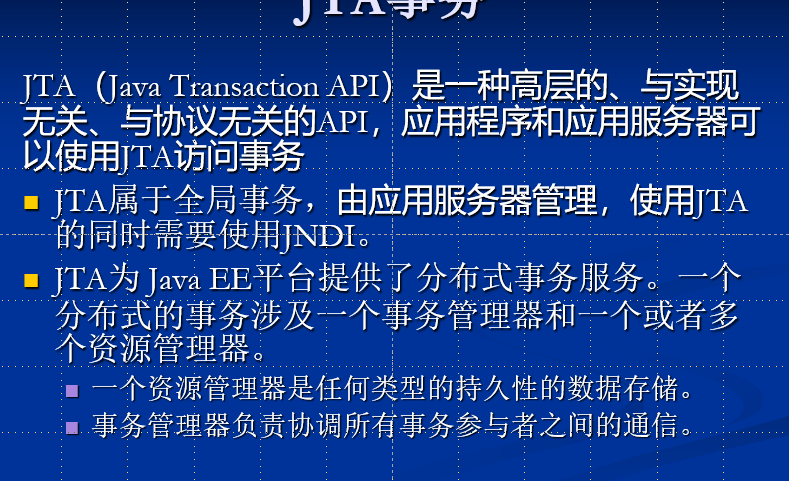 JTA事务
JTA（Java Transaction API）是一种高层的、与实现
无关、与协议无关的API，应用程序和应用服务器可
以使用JTA访问事务
JTA属于全局事务，由应用服务器管理，使用JTA
的同时需要使用JNDI。
JTA为 Java EE平台提供了分布式事务服务。一个
分布式的事务涉及一个事务管理器和一个或者多
个资源管理器。
一个资源管理器是任何类型的持久性的数据存储。
事务管理器负责协调所有事务参与者之间的通信。